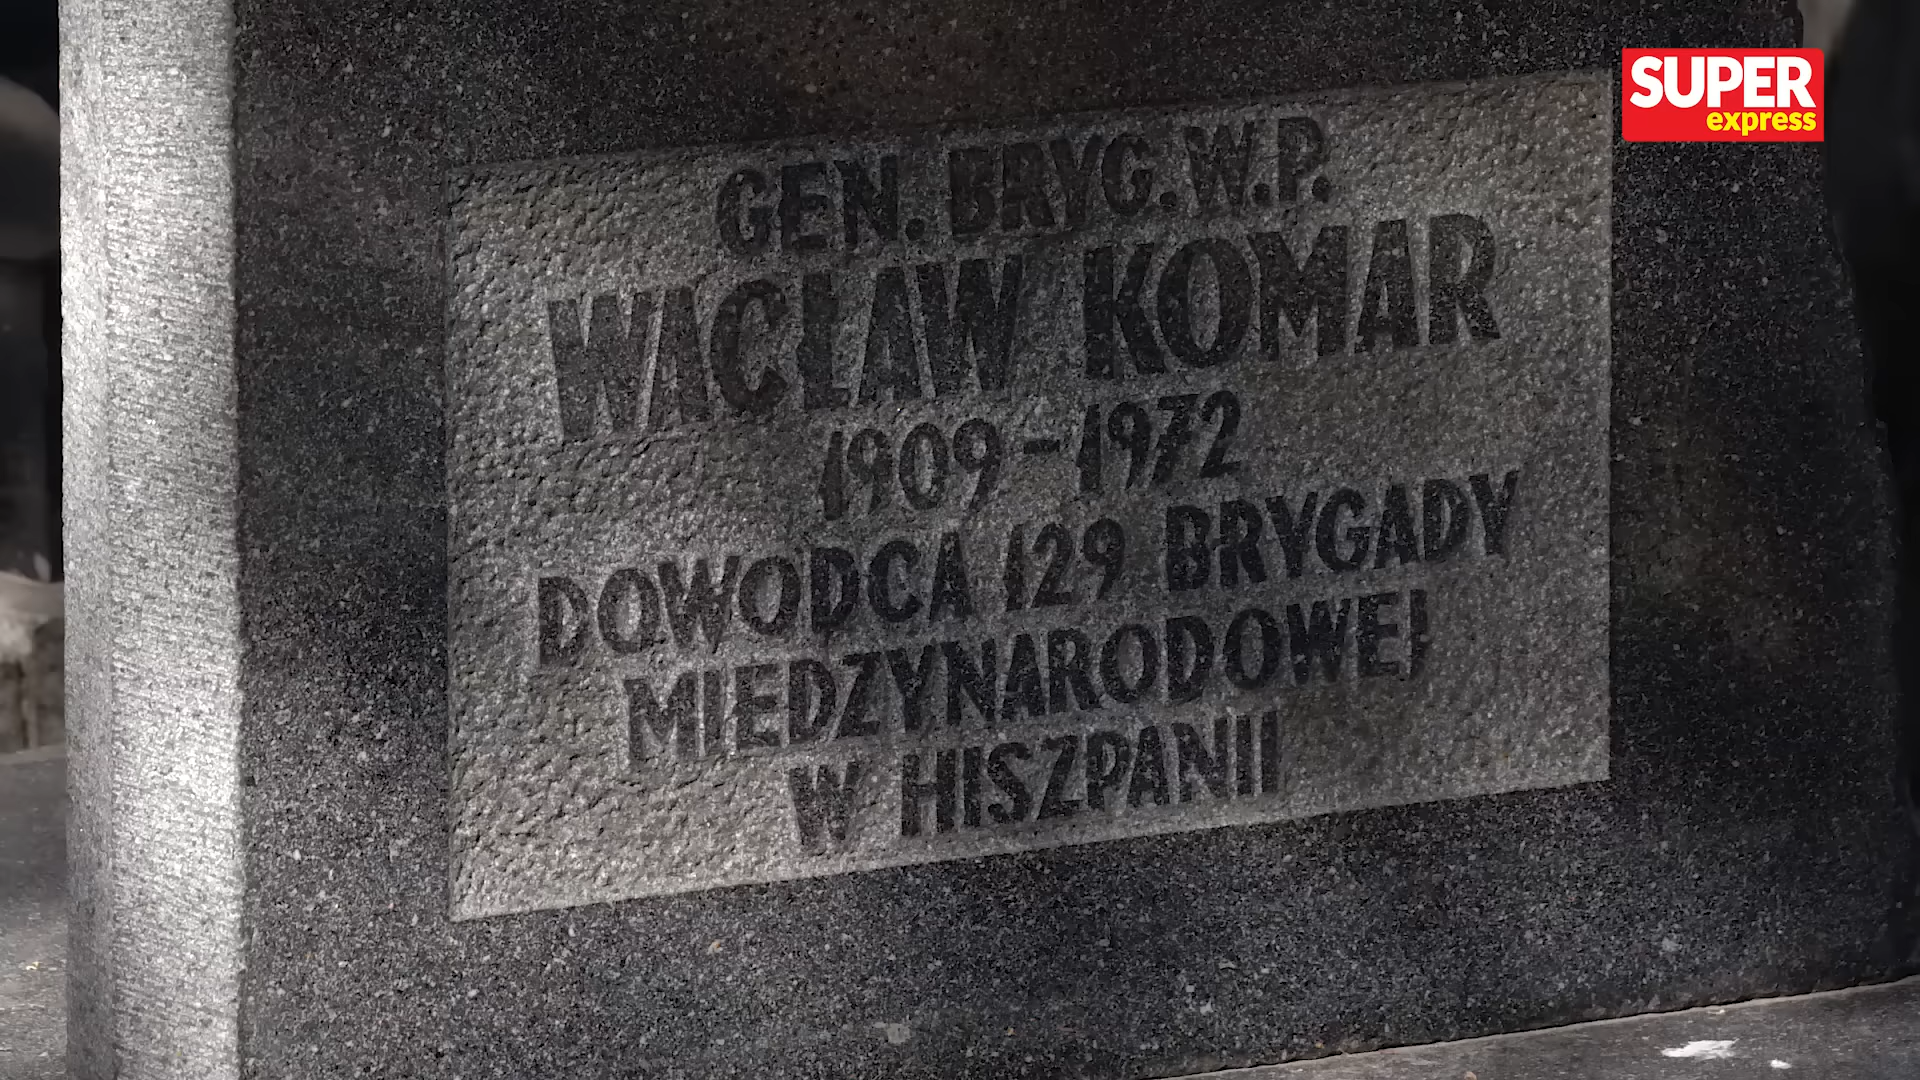 SUPER
express
GEN. BRYG. W.P.
WACŁAW KOMAR
1909-1972
DOWODCA 129 BRYGADY
MIEDZYNARODOWEJ
W HISZPANII